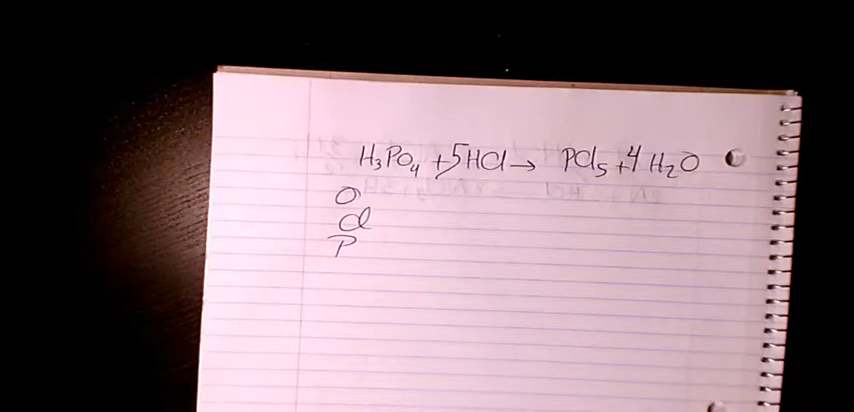 H₃PO₄ + 5HCl → PCl₅ + 4 H₂O
O
Cl
P